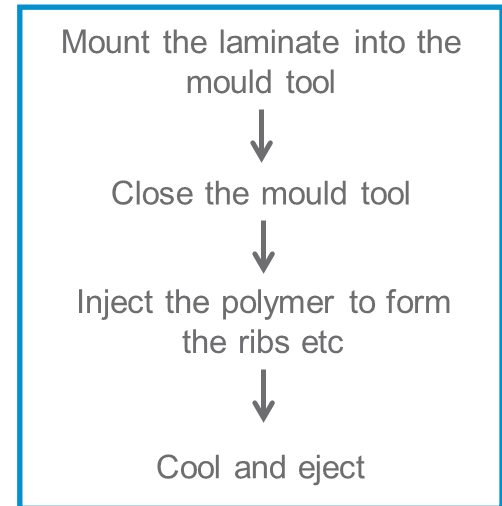 Mount the laminate into the
mould tool
Close the mould tool
Inject the polymer to form
the ribs etc
Cool and eject